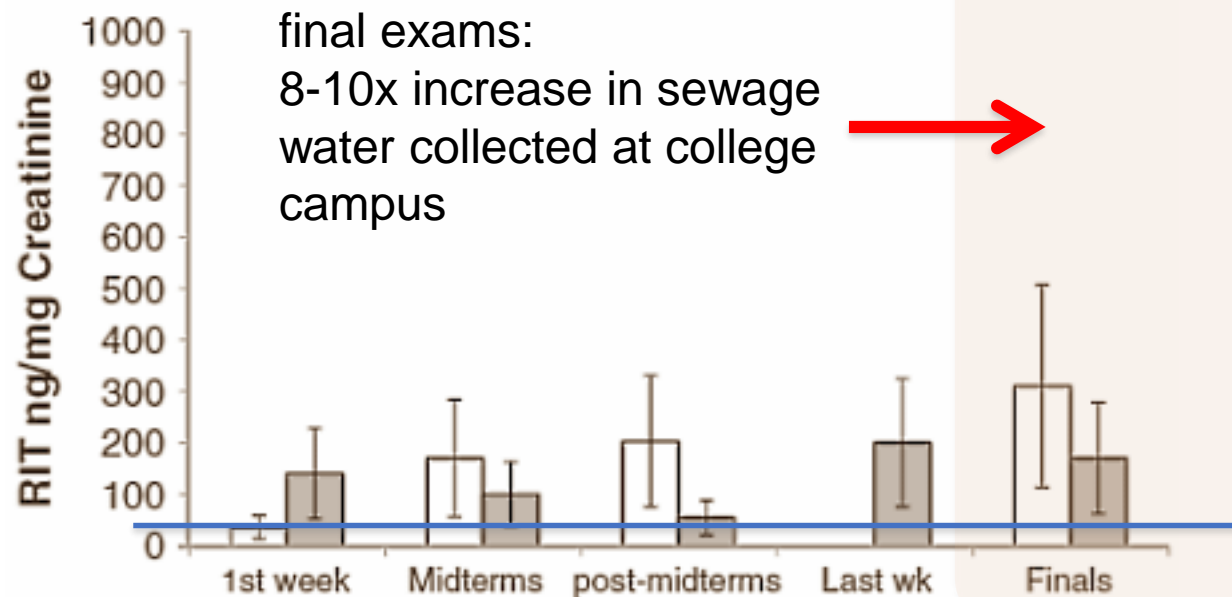 final exams:
8-10x increase in sewage
water collected at college
campus
RIT ng/mg Creatinine
1000
900
800
700
600
500
400
300
200
100
0
1st week Midterms post-midterms Last wk Finals